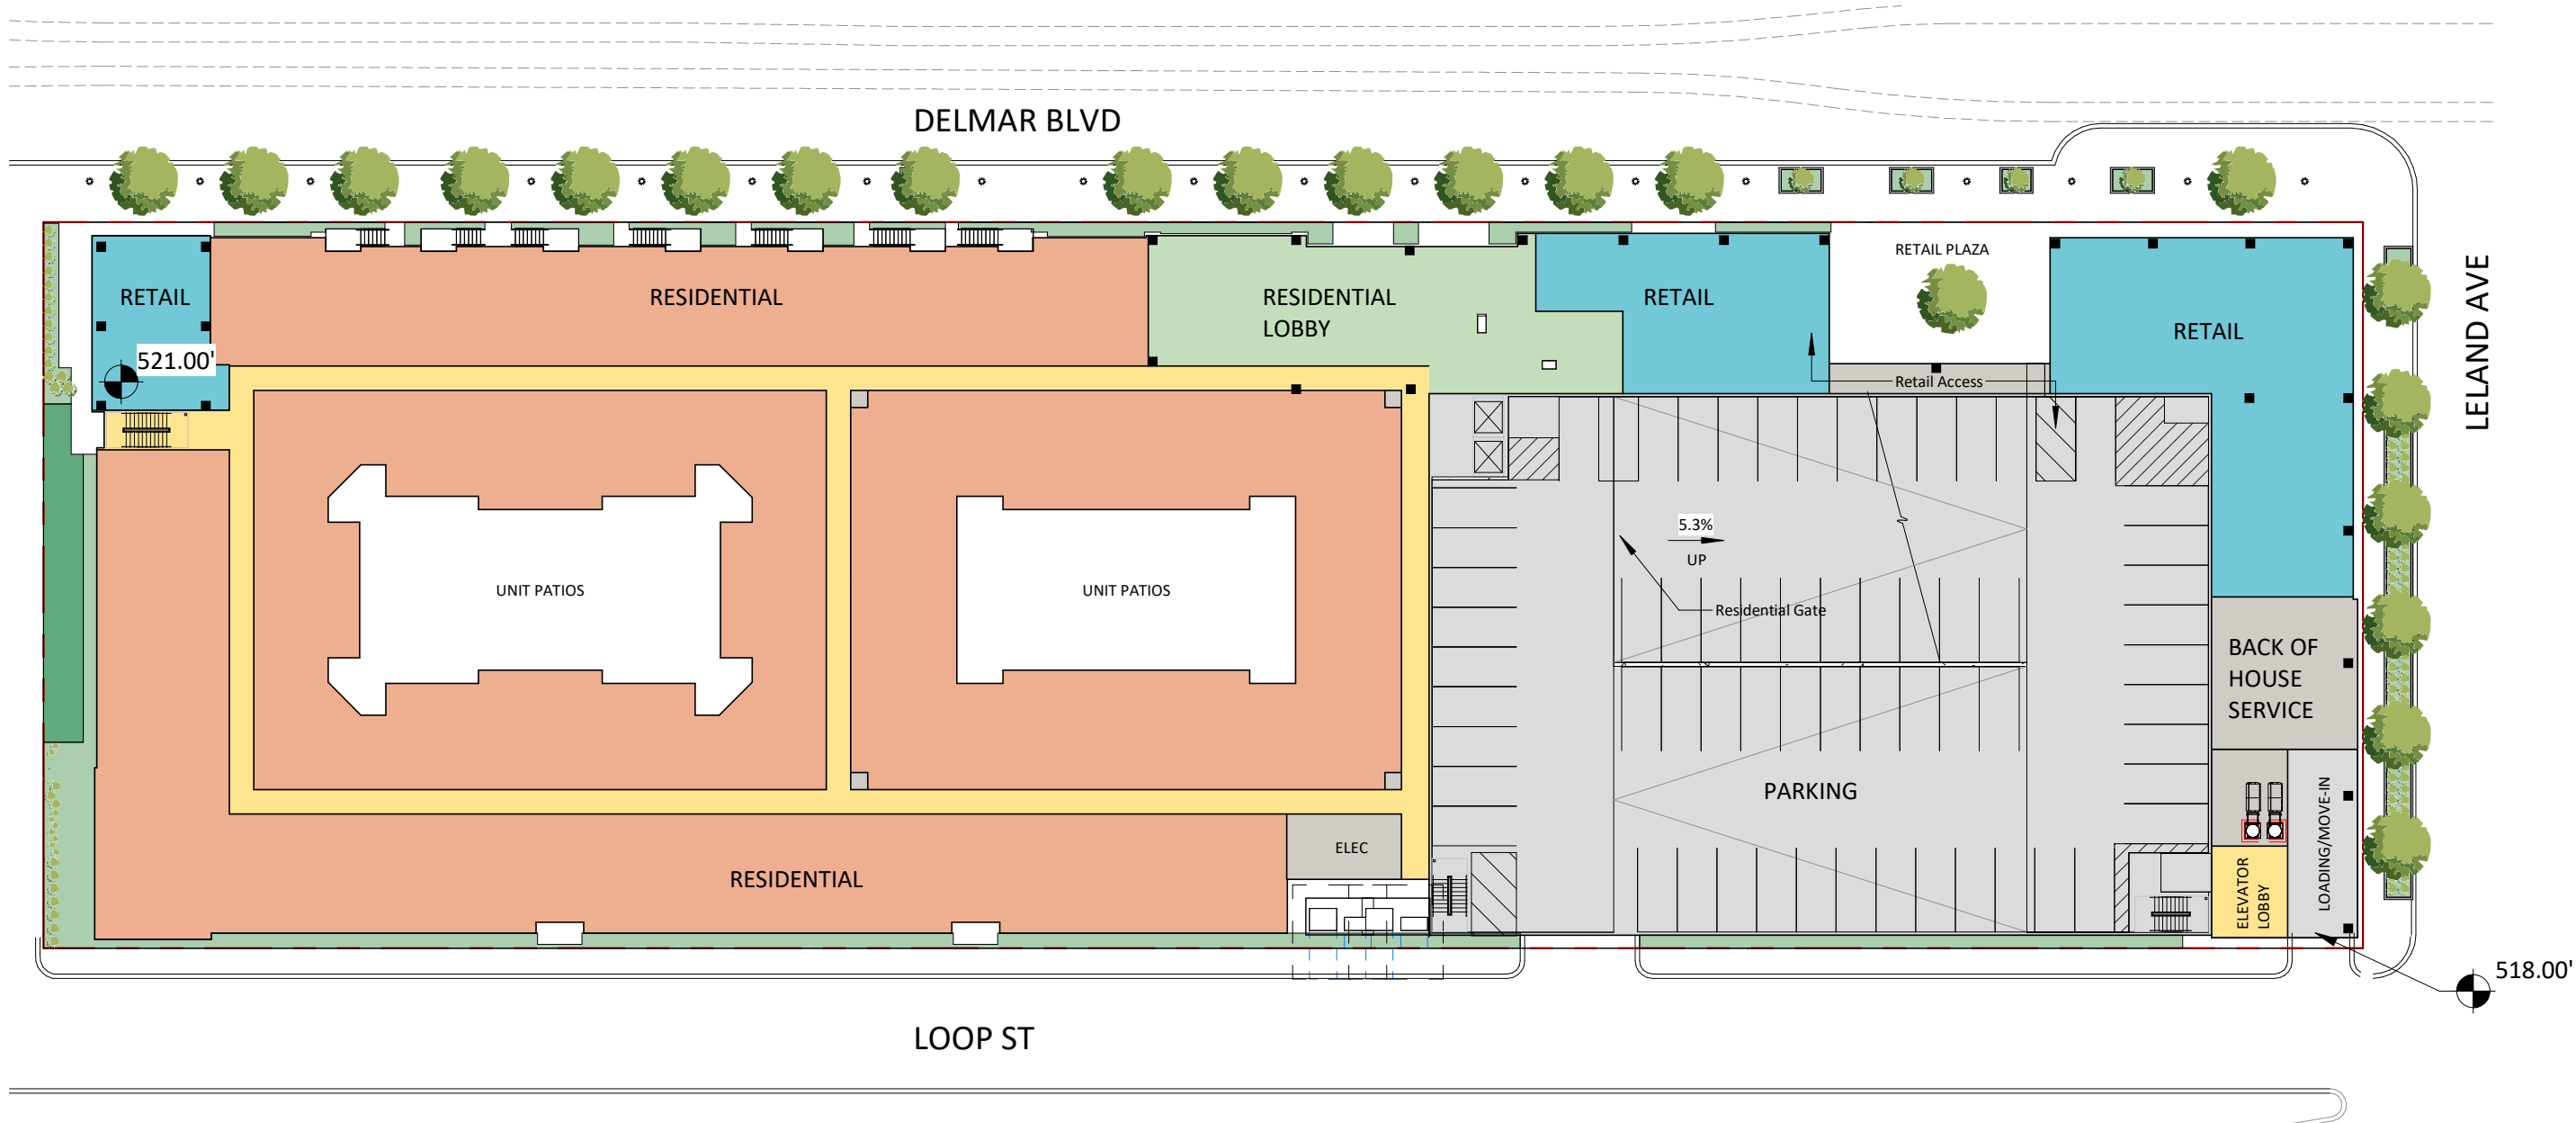 DELMAR BLVD
RETAIL PLAZA
LELAND AVE
RETAIL
RESIDENTIAL
RESIDENTIAL
LOBBY
RETAIL
RETAIL
521.00'
Retail Access
5.3%
UP
UNIT PATIOS
UNIT PATIOS
Residential Gate
BACK OF
HOUSE
SERVICE
PARKING
LOADING/MOVE-IN
ELEC
RESIDENTIAL
ELEVATOR
LOBBY
518.00'
LOOP ST